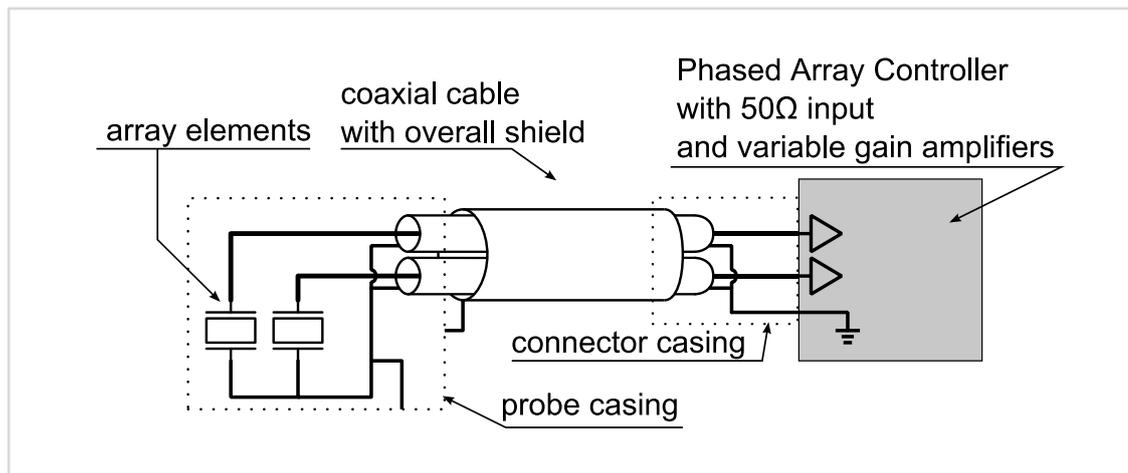 Phased Array Controller
with 50Ω input
and variable gain amplifiers
coaxial cable
with overall shield
array elements
connector casing
probe casing